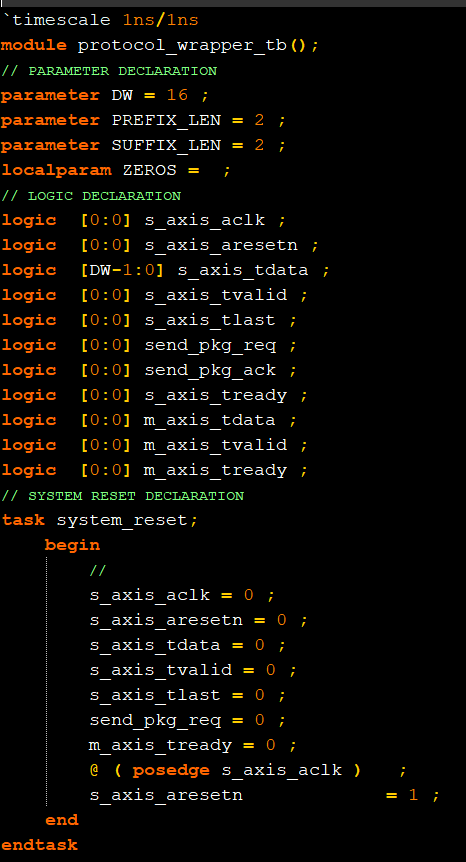 `timescale 1ns/1ns
module protocol_wrapper_tb();
// PARAMETER DECLARATION
parameter DW = 16 ;
parameter PREFIX_LEN = 2 ;
parameter SUFFIX_LEN = 2 ;
localparam ZEROS =  ;
// LOGIC DECLARATION
logic  [0:0] s_axis_aclk ;
logic  [0:0] s_axis_aresetn ;
logic  [DW-1:0] s_axis_tdata ;
logic  [0:0] s_axis_tvalid ;
logic  [0:0] s_axis_tlast ;
logic  [0:0] send_pkg_req ;
logic  [0:0] send_pkg_ack ;
logic  [0:0] s_axis_tready ;
logic  [0:0] m_axis_tdata ;
logic  [0:0] m_axis_tvalid ;
logic  [0:0] m_axis_tready ;
// SYSTEM RESET DECLARATION
task system_reset;
    begin
        //
        s_axis_aclk = 0 ;
        s_axis_aresetn = 0 ;
        s_axis_tdata = 0 ;
        s_axis_tvalid = 0 ;
        s_axis_tlast = 0 ;
        send_pkg_req = 0 ;
        m_axis_tready = 0 ;
        @ ( posedge s_axis_aclk )   ;
        s_axis_aresetn             = 1 ;
    end
endtask